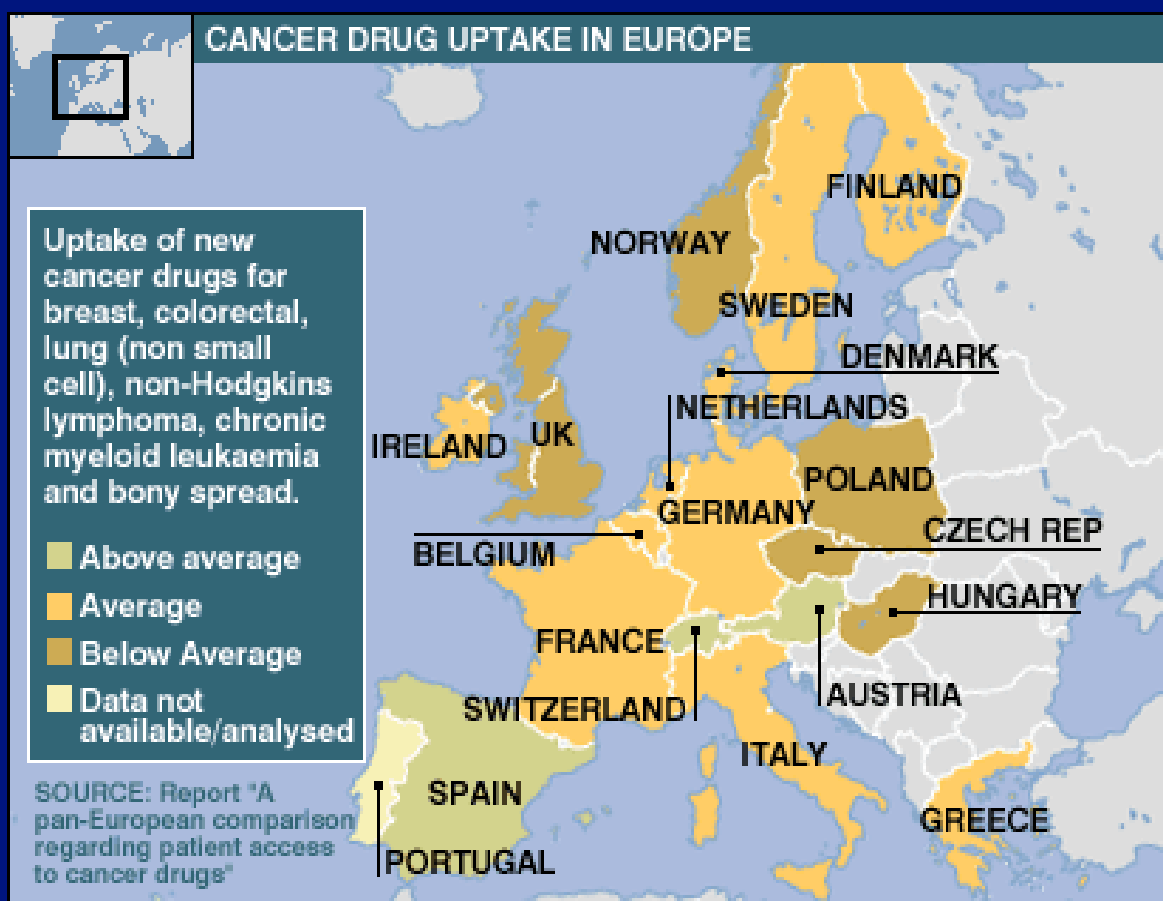 CANCER DRUG UPTAKE IN EUROPE
Uptake of new
cancer drugs for
breast, colorectal,
lung (non small
cell), non-Hodgkins
lymphoma, chronic
myeloid leukaemia
and bony spread.
Above average
Average
Below Average
Data not
available/analysed
SOURCE: Report "A
pan-European comparison
regarding patient access
to cancer drugs"
FINLAND
NORWAY
SWEDEN
DENMARK
NETHERLANDS
IRELAND
UK
POLAND
GERMANY
CZECH REP
BELGIUM
HUNGARY
FRANCE
AUSTRIA
SWITZERLAND
ITALY
SPAIN
GREECE
PORTUGAL